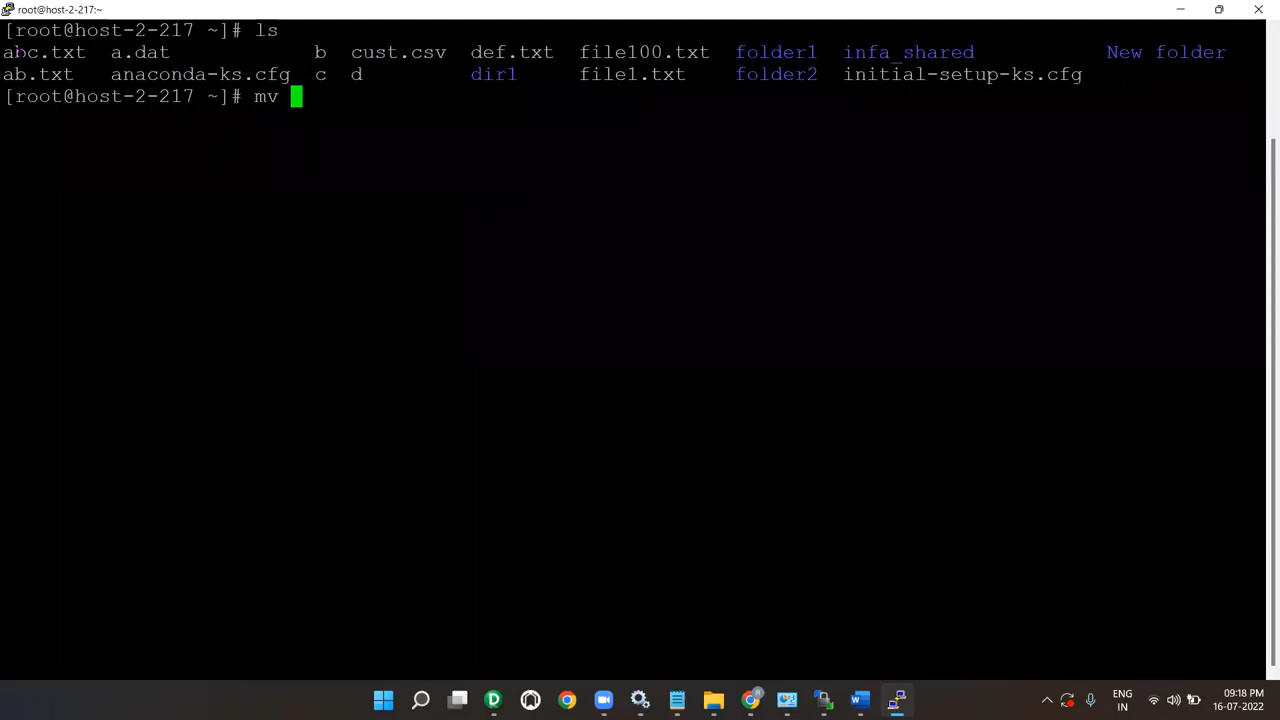 root@host-2-217:~
[root@host-2-217 ~]# ls
abc.txt  a.dat            b  cust.csv  def.txt  file100.txt  folder1  infa_shared           New folder
ab.txt   anaconda-ks.cfg  c  d         dir1     file1.txt    folder2  initial-setup-ks.cfg
[root@host-2-217 ~]# mv
ENG
IN
09:18 PM
16-07-2022